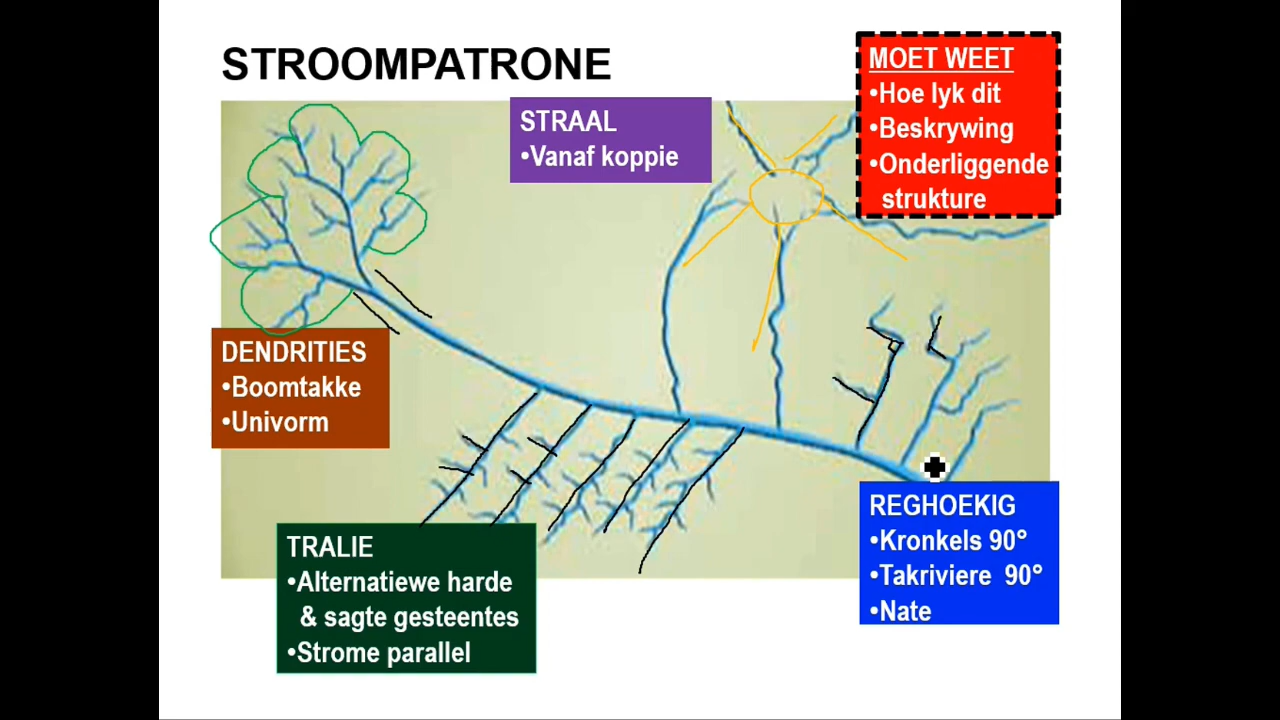 STROOMPATRONE
MOET WEET
•Hoe lyk dit
•Beskrywing
•Onderliggende
strukture
STRAAL
•Vanaf koppie
DENDRITIES
•Boomtakke
•Univorm
TRALIE
•Alternatiewe harde
& sagte gesteentes
•Strome parallel
REGHOEKIG
•Kronkels 90°
•Takriviere 90°
•Nate